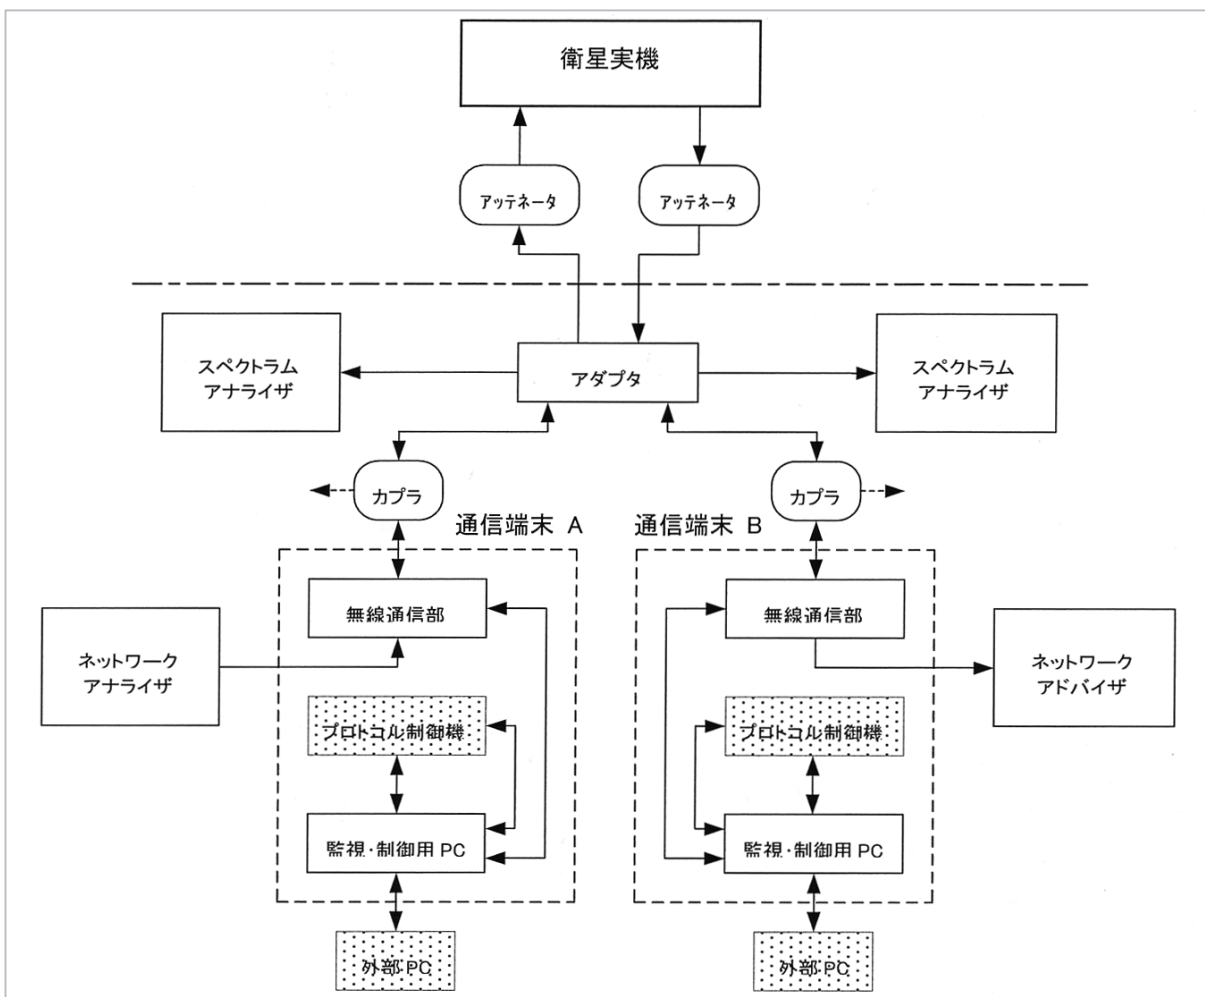 衛星実機
アッテネータ
アッテネータ
スペクトラム
アナライザ
アダプタ
スペクトラム
アナライザ
カプラ
カプラ
通信端末 A
通信端末 B
無線通信部
無線通信部
ネットワーク
アナライザ
ネットワーク
アドバイザ
プロトコル制御機
プロトコル制御機
監視・制御用 PC
監視・制御用 PC
外部 PC
外部 PC